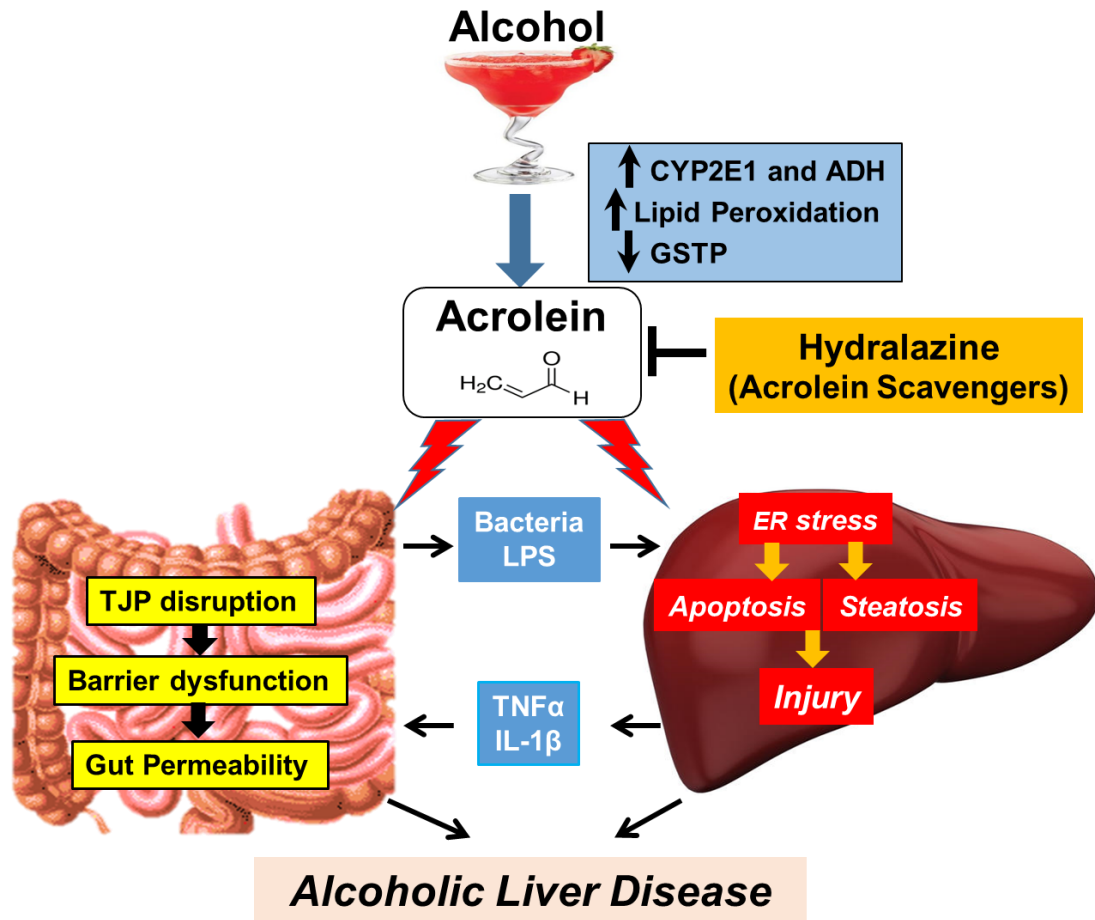 Alcohol
CYP2E1 and ADH
Lipid Peroxidation
GSTP
Acrolein
O
H₂C
H
Hydralazine
(Acrolein Scavengers)
Bacteria
LPS
ER stress
Apoptosis
Steatosis
Injury
TJP disruption
Barrier dysfunction
Gut Permeability
TNFα
IL-1β
Alcoholic Liver Disease